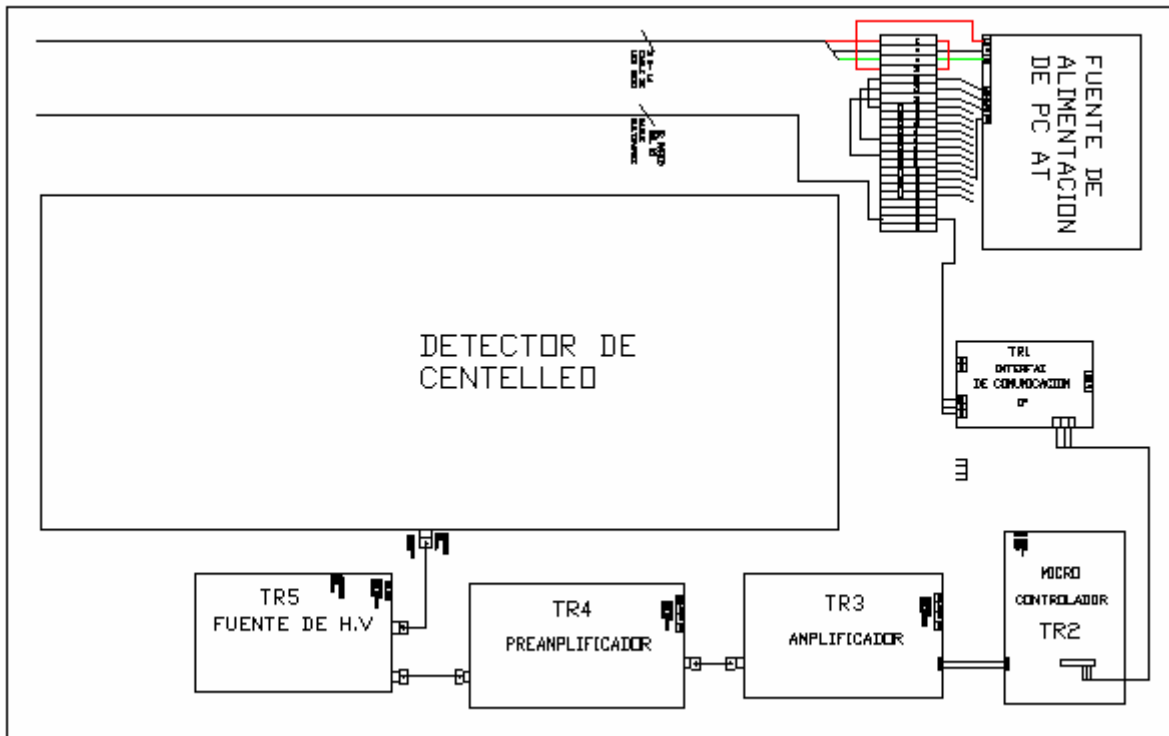 FUENTE DE
ALIMENTACION
DE PC AT
DETECTOR DE
CENTELLEO
TR1
INTERFAZ
DE COMUNICACION
TR5
FUENTE DE H.V
TR4
PREANPLIFICADOR
TR3
ANPLIFICADOR
MICRO
CONTROLADOR
TR2